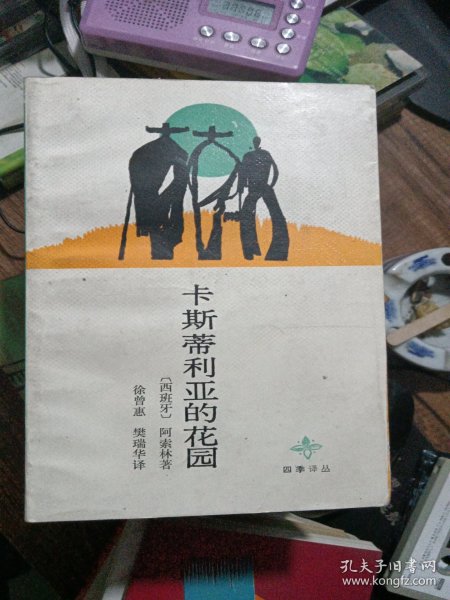 卡斯蒂利亚的花园
〔西班牙〕 阿索林著
徐曾惠 樊瑞华译
四季译丛
孔夫子旧书网
www.kongfz.com